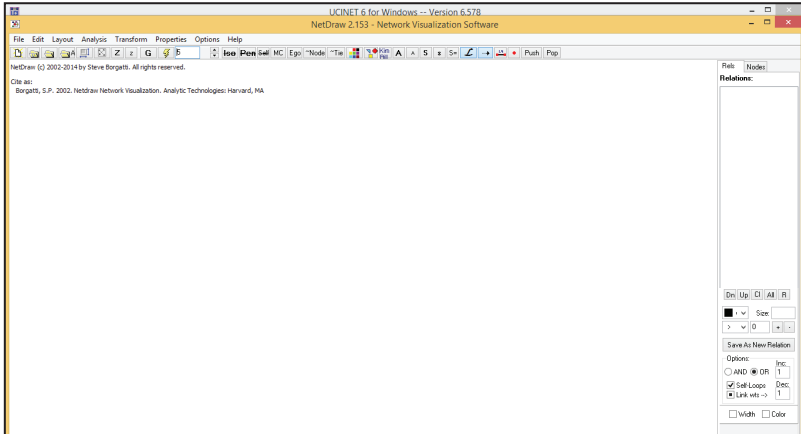 UCINET 6 for Windows -- Version 6.578
NetDraw 2.153 - Network Visualization Software
File Edit Layout Analysis Transform Properties Options Help
Z z G 5 Iso Pen Self MC Ego ~Node ~Tie A A S s S= L Push Pop
NetDraw (c) 2002-2014 by Steve Borgatti. All rights reserved.
Cite as:
Borgatti, S.P. 2002. Netdraw Network Visualization. Analytic Technologies: Harvard, MA
Rels Nodes
Relations:
Dn Up Cl All R
Size:
> 0 + -
Save As New Relation
Options:
Inc:
AND OR 1
Self-Loops Dec:
Link wts --> 1
Width Color